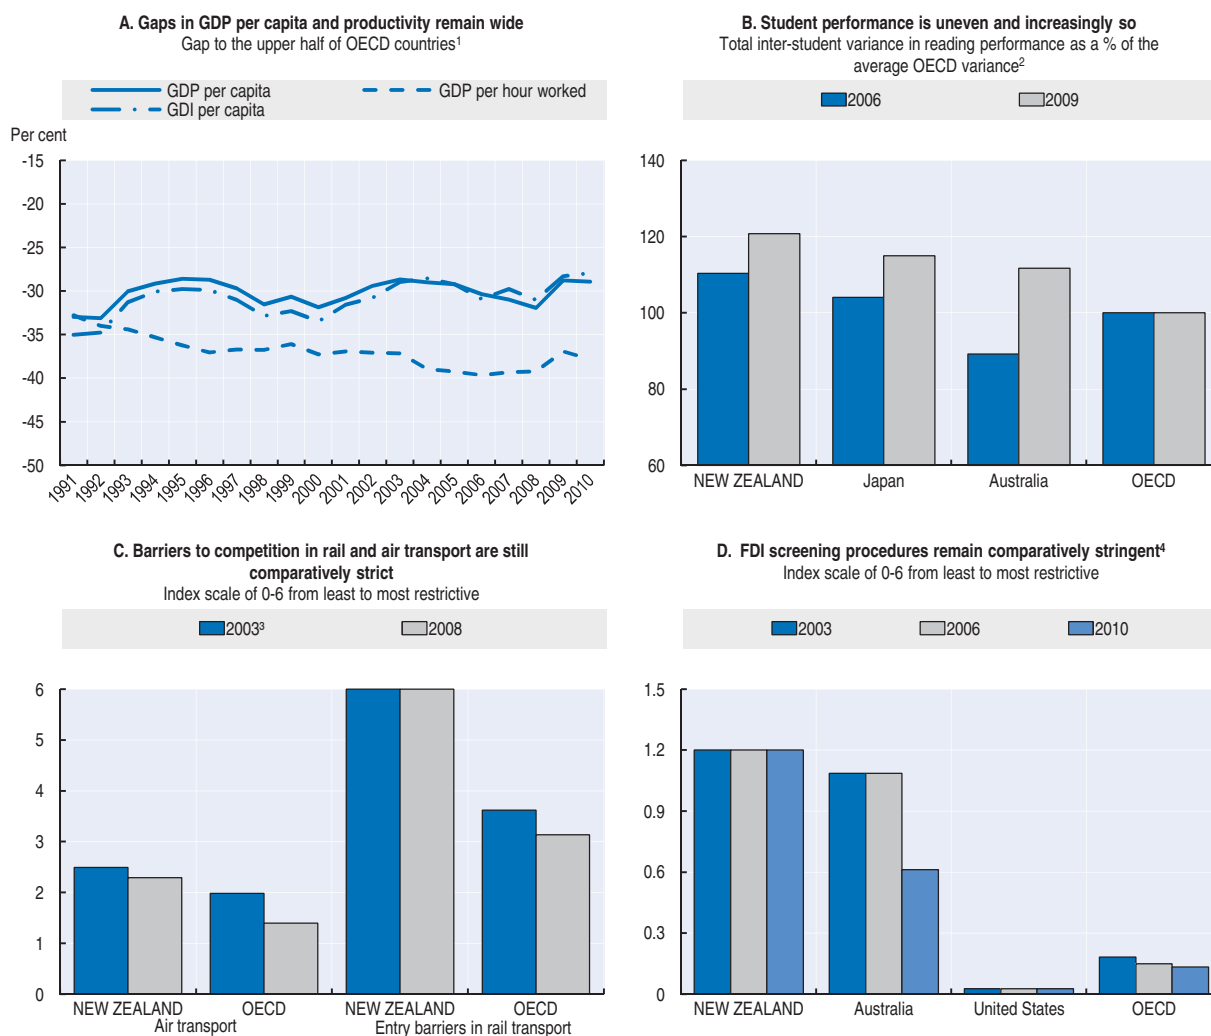 A. Gaps in GDP per capita and productivity remain wide
Gap to the upper half of OECD countries¹
GDP per capita
GDP per hour worked
GDI per capita
Per cent
-15
-20
-25
-30
-35
-40
-45
-50
1991 1992 1993 1994 1995 1996 1997 1998 1999 2000 2001 2002 2003 2004 2005 2006 2007 2008 2009 2010
B. Student performance is uneven and increasingly so
Total inter-student variance in reading performance as a % of the
average OECD variance²
2006 2009
140
120
100
80
60
NEW ZEALAND Japan Australia OECD
C. Barriers to competition in rail and air transport are still
comparatively strict
Index scale of 0-6 from least to most restrictive
2003³ 2008
6
5
4
3
2
1
0
NEW ZEALAND OECD NEW ZEALAND OECD
Air transport Entry barriers in rail transport
D. FDI screening procedures remain comparatively stringent⁴
Index scale of 0-6 from least to most restrictive
2003 2006 2010
1.5
1.2
0.9
0.6
0.3
0
NEW ZEALAND Australia United States OECD